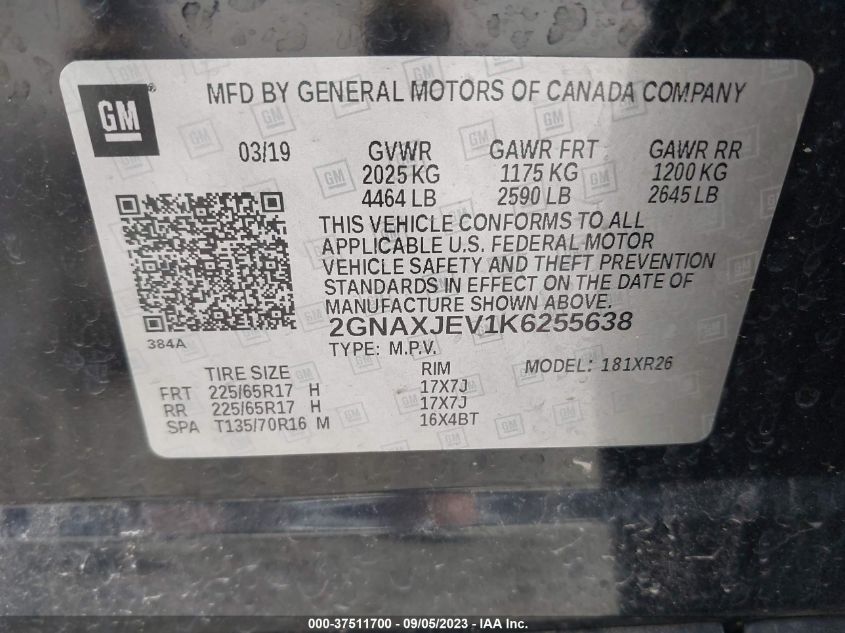 GM
MFD BY GENERAL MOTORS OF CANADA COMPANY
03/19 GVWR GAWR FRT GAWR RR
2025 KG 1175 KG 1200 KG
4464 LB 2590 LB 2645 LB
THIS VEHICLE CONFORMS TO ALL
APPLICABLE U.S. FEDERAL MOTOR
VEHICLE SAFETY AND THEFT PREVENTION
STANDARDS IN EFFECT ON THE DATE OF
MANUFACTURE SHOWN ABOVE.
384A 2GNAXJEV1K6255638
TYPE: M.P.V. MODEL: 181XR26
TIRE SIZE RIM
FRT 225/65R17 H 17X7J
RR 225/65R17 H 17X7J
SPA T135/70R16 M 16X4BT
000-37511700 - 09/05/2023 - IAAI.com